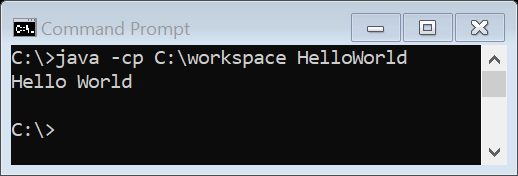 Command Prompt
C:\>java -cp C:\workspace HelloWorld
Hello World
C:\>